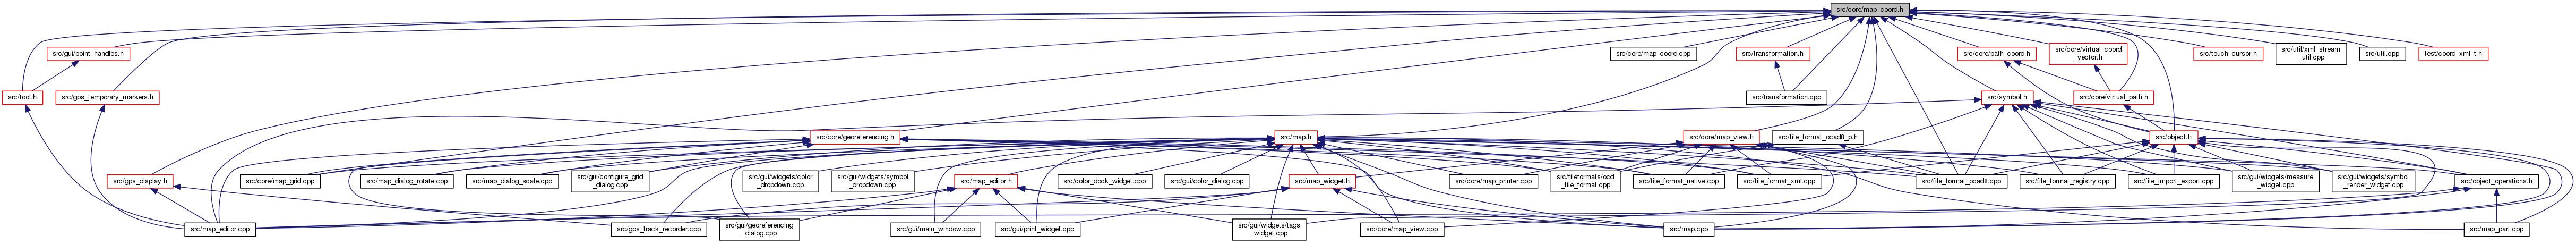 src/core/map_coord.h
src/gui/point_handles.h
src/core/map_coord.cpp
src/transformation.h
src/core/path_coord.h
src/core/virtual_coord
_vector.h
src/touch_cursor.h
src/util/xml_stream
_util.cpp
src/util.cpp
test/coord_xml_t.h
src/tool.h
src/gps_temporary_markers.h
src/transformation.cpp
src/symbol.h
src/core/virtual_path.h
src/core/georeferencing.h
src/map.h
src/core/map_view.h
src/file_format_ocad8_p.h
src/object.h
src/gps_display.h
src/core/map_grid.cpp
src/map_dialog_rotate.cpp
src/map_dialog_scale.cpp
src/gui/configure_grid
_dialog.cpp
src/gui/widgets/color
_dropdown.cpp
src/gui/widgets/symbol
_dropdown.cpp
src/map_editor.h
src/color_dock_widget.cpp
src/gui/color_dialog.cpp
src/map_widget.h
src/core/map_printer.cpp
src/fileformats/ocd
_file_format.cpp
src/file_format_native.cpp
src/file_format_xml.cpp
src/file_format_ocad8.cpp
src/file_format_registry.cpp
src/file_import_export.cpp
src/gui/widgets/measure
_widget.cpp
src/gui/widgets/symbol
_render_widget.cpp
src/object_operations.h
src/map_editor.cpp
src/gps_track_recorder.cpp
src/gui/georeferencing
_dialog.cpp
src/gui/main_window.cpp
src/gui/print_widget.cpp
src/gui/widgets/tags
_widget.cpp
src/core/map_view.cpp
src/map.cpp
src/map_part.cpp